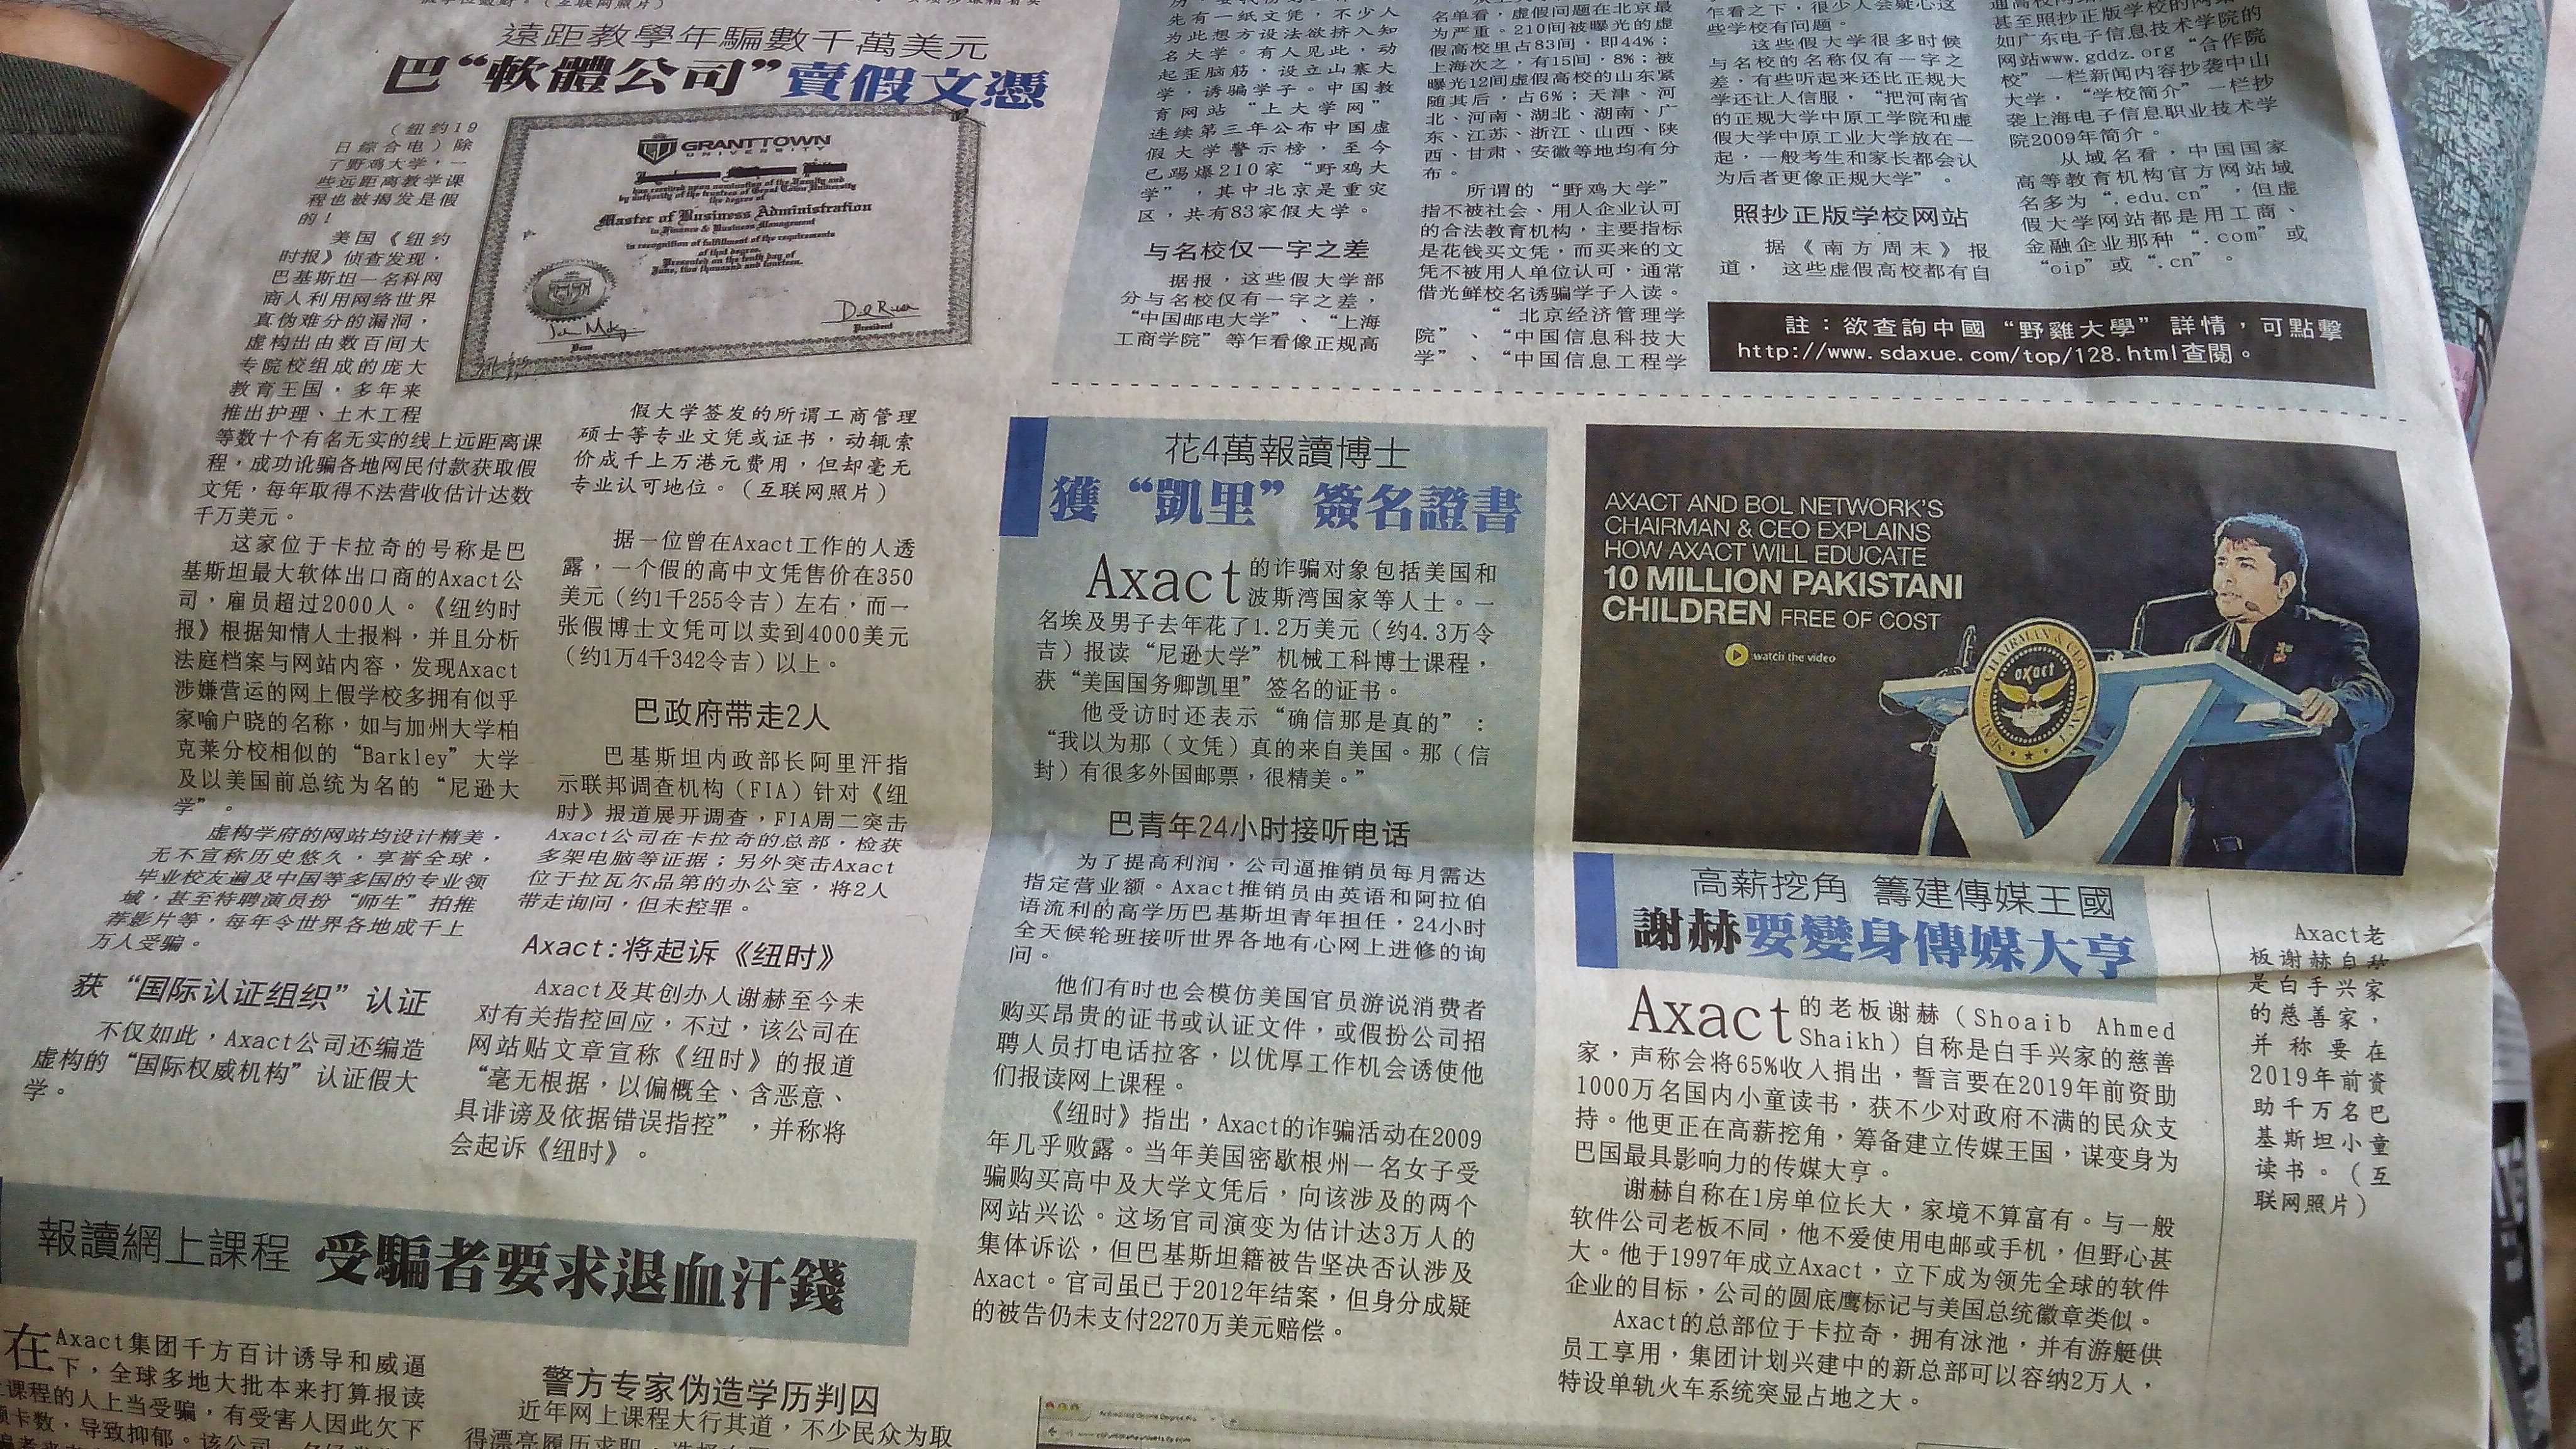 遠距教學年騙數千萬美元
巴“軟體公司”賣假文憑
（纽约19
日综合电）除
了野鸡大学，一
些远距离教学课
程也被揭发是假
的！
美国《纽约
时报》侦查发现，
巴基斯坦一名科网
商人利用网络世界
真伪难分的漏洞，
虚构出由数百间大
专院校组成的庞大
教育王国，多年来
推出护理、土木工程
等数十个有名无实的线上远距离课
程，成功讹骗各地网民付款获取假
文凭，每年取得不法营收估计达数
千万美元。
这家位于卡拉奇的号称是巴
基斯坦最大软体出口商的Axact公
司，雇员超过2000人。《纽约时
报》根据知情人士报料，并且分析
法庭档案与网站内容，发现Axact
涉嫌营运的网上假学校多拥有似乎
家喻户晓的名称，如与加州大学柏
克莱分校相似的“Barkley”大学
及以美国前总统为名的“尼逊大
学”。
虚构学府的网站均设计精美，
无不宣称历史悠久，享誉全球，
毕业校友遍及中国等多国的专业领
域，甚至特聘演员扮“师生”拍推
荐影片等，每年令世界各地成千上
万人受骗。
获“国际认证组织”认证
不仅如此，Axact公司还编造
虚构的“国际权威机构”认证假大
学。
GRANTTOWN
UNIVERSITY
has received upon nomination of the Faculty and
by authority of the trustees of Grant Town University
the degree of
Master of Business Administration
in Finance & Business Management
in recognition of fulfillment of the requirements
of that degree.
Presented on the tenth day of
June, two thousand and fourteen.
Dean
President
假大学签发的所谓工商管理
硕士等专业文凭或证书，动辄索
价成千上万港元费用，但却毫无
专业认可地位。（互联网照片）
据一位曾在Axact工作的人透
露，一个假的高中文凭售价在350
美元（约1千255令吉）左右，而一
张假博士文凭可以卖到4000美元
（约1万4千342令吉）以上。
巴政府带走2人
巴基斯坦内政部长阿里汗指
示联邦调查机构（FIA）针对《纽
时》报道展开调查，FIA周二突击
Axact公司在卡拉奇的总部，检获
多架电脑等证据；另外突击Axact
位于拉瓦尔品第的办公室，将2人
带走询问，但未控罪。
Axact:将起诉《纽时》
Axact及其创办人谢赫至今未
对有关指控回应，不过，该公司在
网站贴文章宣称《纽时》的报道
“毫无根据，以偏概全、含恶意、
具诽谤及依据错误指控”，并称将
会起诉《纽时》。
先有一纸文凭，不少人
为此想方设法欲挤入知
名大学。有人见此，动
起歪脑筋，设立山寨大
学，诱骗学子。中国教
育网站“上大学网”
连续第三年公布中国虚
假大学警示榜，至今
已踢爆210家“野鸡大
学”，其中北京是重灾
区，共有83家假大学。
与名校仅一字之差
据报，这些假大学部
分与名校仅有一字之差，
“中国邮电大学”、“上海
工商学院”等乍看像正规高
名单看，虚假问题在北京最
为严重。210间被曝光的虚
假高校里占83间，即44%；
上海次之，有15间，8%；被
曝光12间虚假高校的山东紧
随其后，占6%；天津、河
北、河南、湖北、湖南、广
东、江苏、浙江、山西、陕
西、甘肃、安徽等地均有分
布。
所谓的“野鸡大学”
指不被社会、用人企业认可
的合法教育机构，主要指标
是花钱买文凭，而买来的文
凭不被用人单位认可，通常
借光鲜校名诱骗学子入读。
“北京经济管理学
院”、“中国信息科技大
学”、“中国信息工程学
乍看之下，很少人会疑心这
些学校有问题。
这些假大学很多时候
与名校的名称仅有一字之
差，有些听起来还比正规大
学还让人信服，“把河南省
的正规大学中原工学院和虚
假大学中原工业大学放在一
起，一般考生和家长都会认
为后者更像正规大学”。
照抄正版学校网站
据《南方周末》报
道，这些虚假高校都有自
甚至照抄正版学校的网站
如广东电子信息技术学院的
网站www.gddz.org“合作院
校”一栏新闻内容抄袭中山
大学，“学校简介”一栏抄
袭上海电子信息职业技术学
院2009年简介。
从域名看，中国国家
高等教育机构官方网站域
名多为“.edu.cn”，但虚
假大学网站都是用工商、
金融企业那种“.com”或
“oip”或“.cn”。
註：欲查詢中國“野雞大學”詳情，可點擊
http://www.sdaxue.com/top/128.html查閱。
花4萬報讀博士
獲“凱里”簽名證書
Axact的诈骗对象包括美国和
波斯湾国家等人士。一
名埃及男子去年花了1.2万美元（约4.3万令
吉）报读“尼逊大学”机械工科博士课程，
获“美国国务卿凯里”签名的证书。
他受访时还表示“确信那是真的”：
“我以为那（文凭）真的来自美国。那（信
封）有很多外国邮票，很精美。”
巴青年24小时接听电话
为了提高利润，公司逼推销员每月需达
指定营业额。Axact推销员由英语和阿拉伯
语流利的高学历巴基斯坦青年担任，24小时
全天候轮班接听世界各地有心网上进修的询
问。
他们有时也会模仿美国官员游说消费者
购买昂贵的证书或认证文件，或假扮公司招
聘人员打电话拉客，以优厚工作机会诱使他
们报读网上课程。
《纽时》指出，Axact的诈骗活动在2009
年几乎败露。当年美国密歇根州一名女子受
骗购买高中及大学文凭后，向该涉及的两个
网站兴讼。这场官司演变为估计达3万人的
集体诉讼，但巴基斯坦籍被告坚决否认涉及
Axact。官司虽已于2012年结案，但身分成疑
的被告仍未支付2270万美元赔偿。
AXACT AND BOL NETWORK'S
CHAIRMAN & CEO EXPLAINS
HOW AXACT WILL EDUCATE
10 MILLION PAKISTANI
CHILDREN FREE OF COST
watch the video
CHAIRMAN & CEO
axact
高薪挖角 籌建傳媒王國
謝赫要變身傳媒大亨
Axact的老板谢赫（Shoaib Ahmed
Shaikh）自称是白手兴家的慈善
家，声称会将65%收入捐出，誓言要在2019年前资助
1000万名国内小童读书，获不少对政府不满的民众支
持。他更正在高薪挖角，筹备建立传媒王国，谋变身为
巴国最具影响力的传媒大亨。
谢赫自称在1房单位长大，家境不算富有。与一般
软件公司老板不同，他不爱使用电邮或手机，但野心甚
大。他于1997年成立Axact，立下成为领先全球的软件
企业的目标，公司的圆底鹰标记与美国总统徽章类似。
Axact的总部位于卡拉奇，拥有泳池，并有游艇供
员工享用，集团计划兴建中的新总部可以容纳2万人，
特设单轨火车系统突显占地之大。
Axact老
板谢赫自称
是白手兴家
的慈善家，
并称要在
2019年前资
助千万名巴
基斯坦小童
读书。（互
联网照片）
報讀網上課程 受騙者要求退血汗錢
在Axact集团千方百计诱导和威逼
下，全球多地大批本来打算报读
课程的人上当受骗，有受害人因此欠下
卡数，导致抑郁。该公司
警方专家伪造学历判囚
近年网上课程大行其道，不少民众为取
得漂亮履历求职，